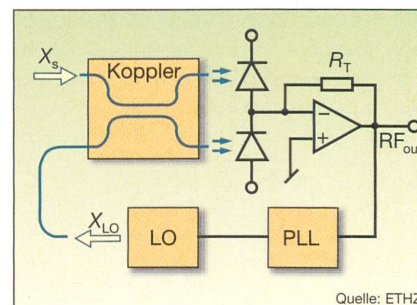 Xs
Koppler
RT
−
+
RFout
XLO
LO
PLL
Quelle: ETHZ